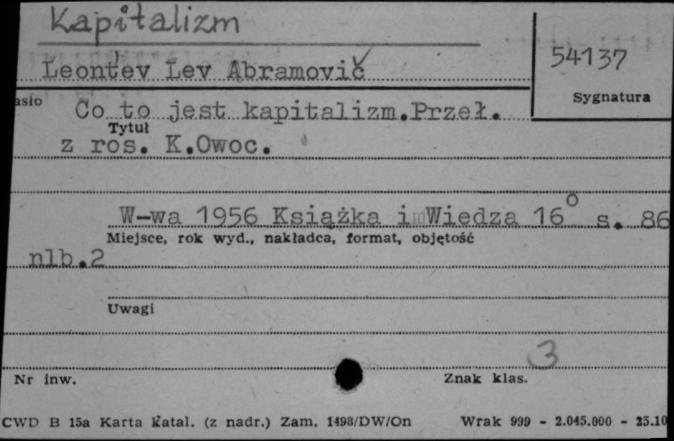 Kapitalizm
54137
Leontev Lev Abramovič
Sygnatura
asło Co to jest kapitalizm.Przeł.
Tytuł
z ros. K.Owoc.
W-wa 1956 Książka i Wiedza 16° s. 86
Miejsce, rok wyd., nakładca, format, objętość
nlb.2
Uwagi
3
Nr inw. Znak klas.
CWD B 15a Karta katal. (z nadr.) Zam. 1498/DW/On Wrak 999 - 2.045.000 - 25.10